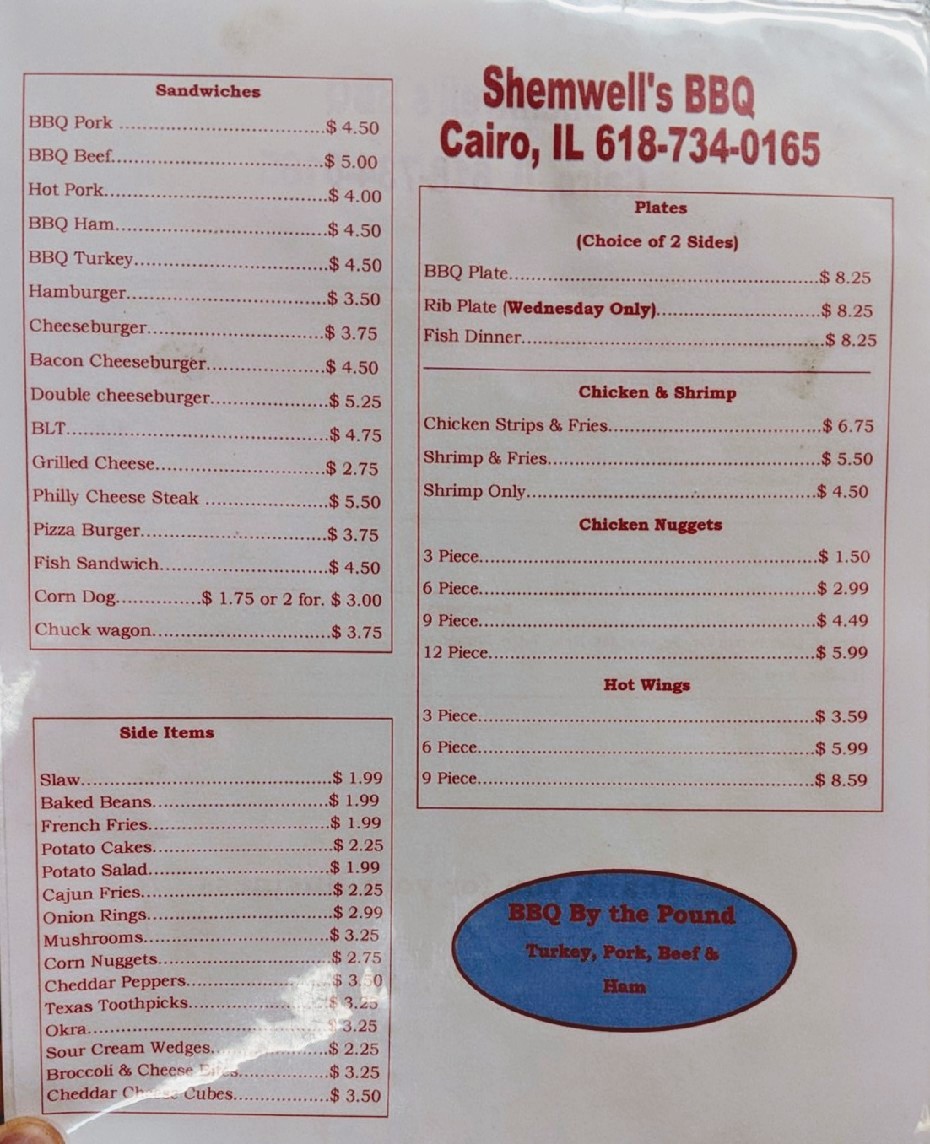 Sandwiches
BBQ Pork ..............................$ 4.50
BBQ Beef..............................$ 5.00
Hot Pork................................$ 4.00
BBQ Ham..............................$ 4.50
BBQ Turkey...........................$ 4.50
Hamburger............................$ 3.50
Cheeseburger.........................$ 3.75
Bacon Cheeseburger.................$ 4.50
Double cheeseburger.................$ 5.25
BLT.......................................$ 4.75
Grilled Cheese.........................$ 2.75
Philly Cheese Steak ..................$ 5.50
Pizza Burger...........................$ 3.75
Fish Sandwich.........................$ 4.50
Corn Dog..............$ 1.75 or 2 for. $ 3.00
Chuck wagon..........................$ 3.75
Side Items
Slaw......................................$ 1.99
Baked Beans...........................$ 1.99
French Fries............................$ 1.99
Potato Cakes...........................$ 2.25
Potato Salad............................$ 1.99
Cajun Fries.............................$ 2.25
Onion Rings............................$ 2.99
Mushrooms.............................$ 3.25
Corn Nuggets..........................$ 2.75
Cheddar Peppers......................$ 3.50
Texas Toothpicks......................$ 3.25
Okra......................................$ 3.25
Sour Cream Wedges..................$ 2.25
Broccoli & Cheese Bites..............$ 3.25
Cheddar Cheese Cubes...............$ 3.50
Shemwell's BBQ
Cairo, IL 618-734-0165
Plates
(Choice of 2 Sides)
BBQ Plate.............................................$ 8.25
Rib Plate (Wednesday Only)........................$ 8.25
Fish Dinner............................................$ 8.25
Chicken & Shrimp
Chicken Strips & Fries...............................$ 6.75
Shrimp & Fries........................................$ 5.50
Shrimp Only...........................................$ 4.50
Chicken Nuggets
3 Piece..................................................$ 1.50
6 Piece..................................................$ 2.99
9 Piece..................................................$ 4.49
12 Piece................................................$ 5.99
Hot Wings
3 Piece..................................................$ 3.59
6 Piece..................................................$ 5.99
9 Piece..................................................$ 8.59
BBQ By the Pound
Turkey, Pork, Beef &
Ham